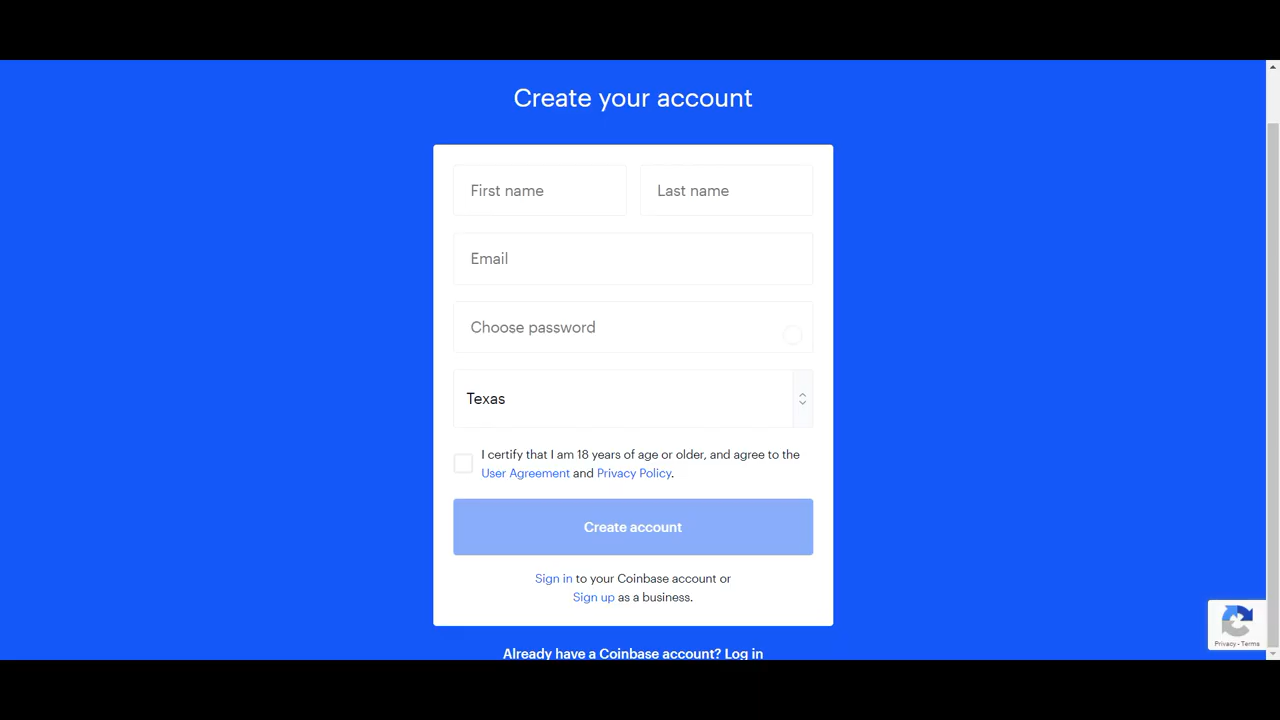 Create your account
First name
Last name
Email
Choose password
Texas
I certify that I am 18 years of age or older, and agree to the
User Agreement and Privacy Policy.
Create account
Sign in to your Coinbase account or
Sign up as a business.
Already have a Coinbase account? Log in
Privacy - Terms